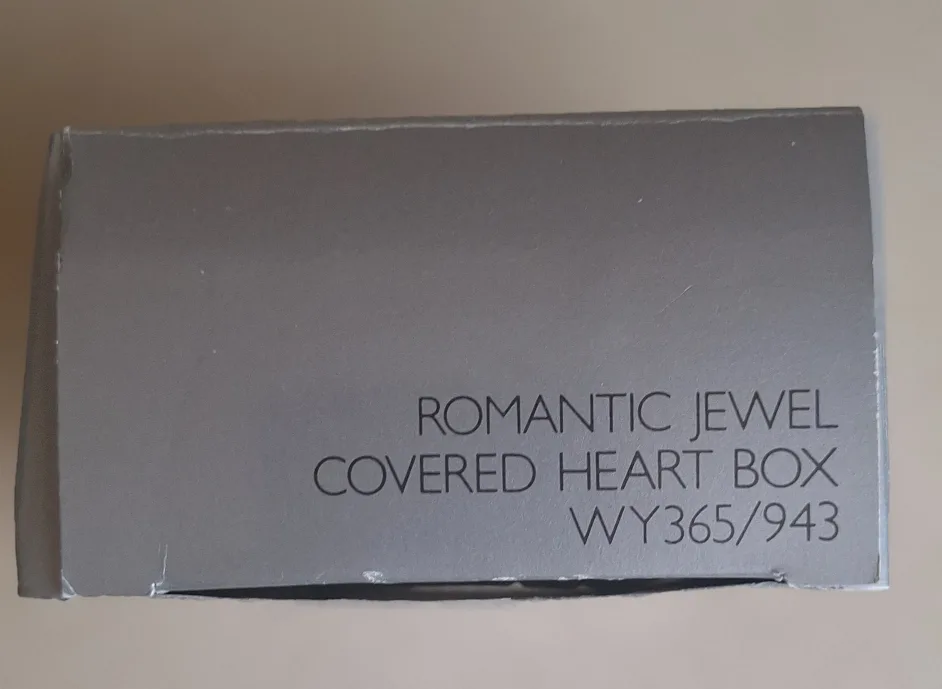 ROMANTIC JEWEL
COVERED HEART BOX
WY365/943